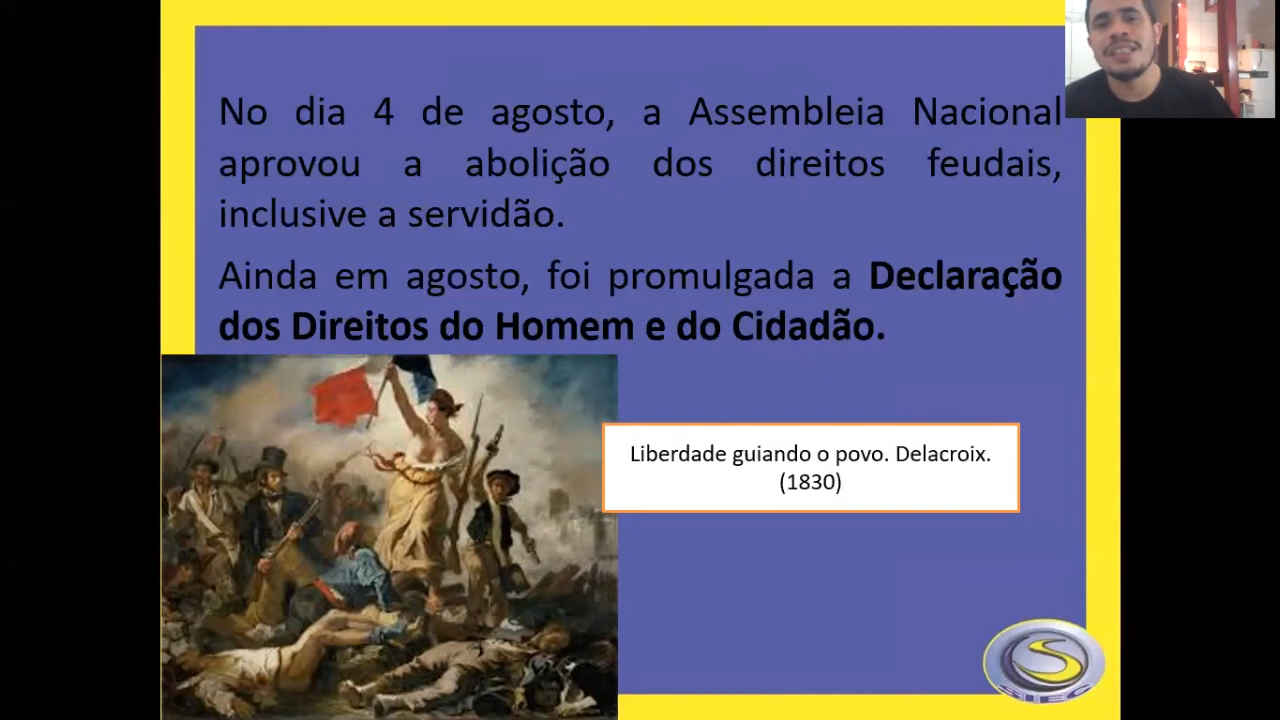 No dia 4 de agosto, a Assembleia Nacional
aprovou a abolição dos direitos feudais,
inclusive a servidão.
Ainda em agosto, foi promulgada a Declaração
dos Direitos do Homem e do Cidadão.
Liberdade guiando o povo. Delacroix.
(1830)